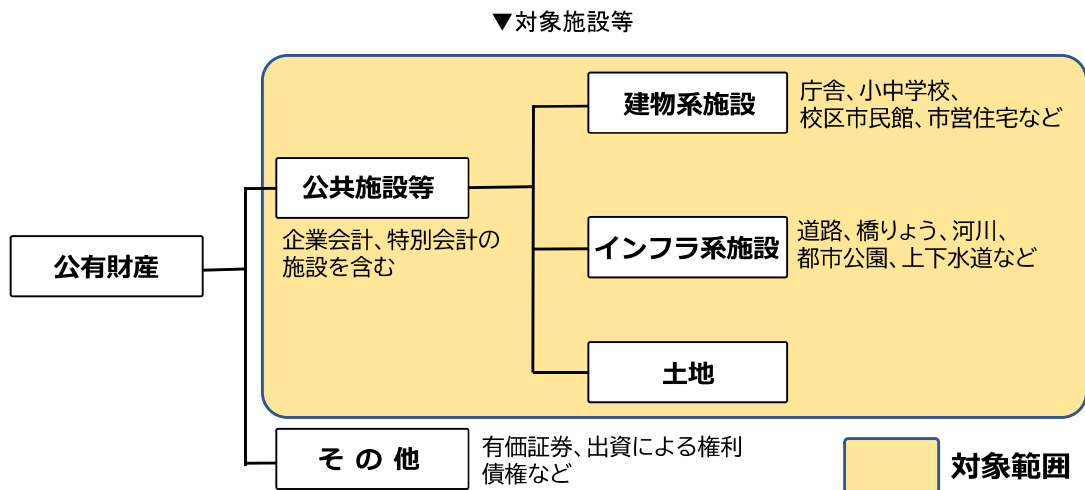 ▼対象施設等
建物系施設
庁舎、小中学校、
校区市民館、市営住宅など
公共施設等
企業会計、特別会計の
施設を含む
インフラ系施設
道路、橋りょう、河川、
都市公園、上下水道など
公有財産
土地
その他
有価証券、出資による権利
債権など
対象範囲